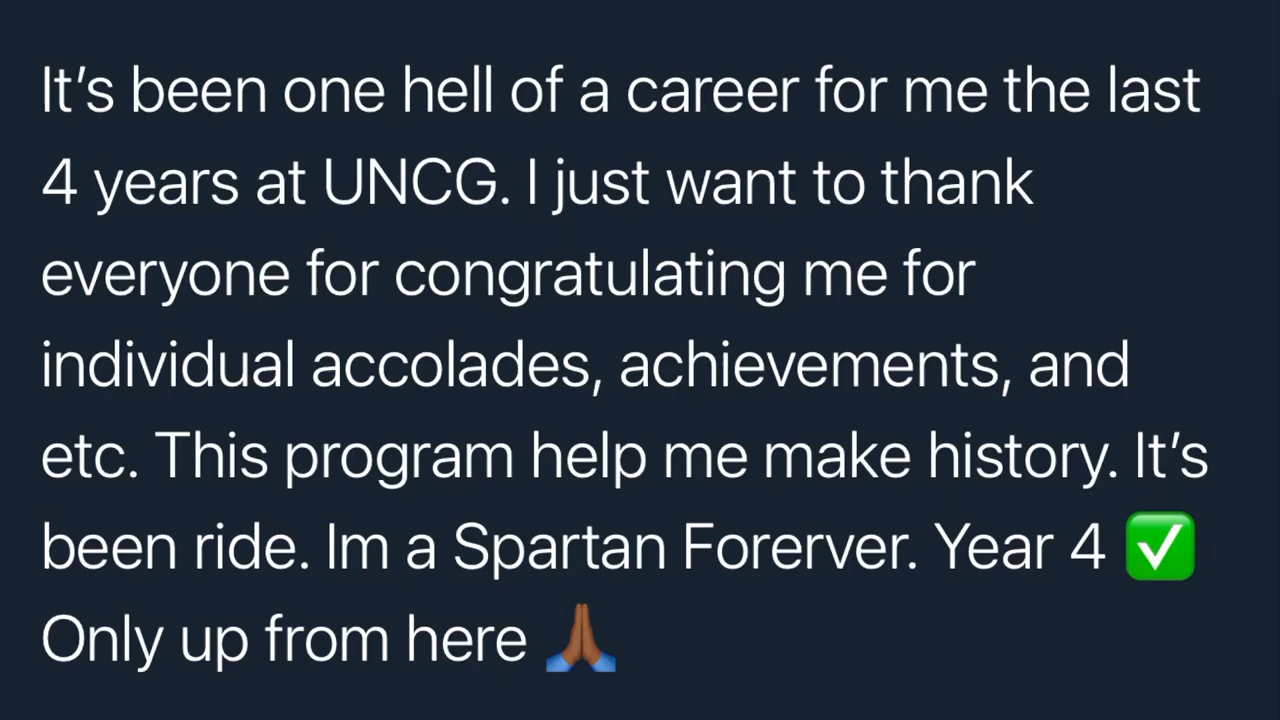 It’s been one hell of a career for me the last
4 years at UNCG. I just want to thank
everyone for congratulating me for
individual accolades, achievements, and
etc. This program help me make history. It’s
been ride. Im a Spartan Forerver. Year 4 ✅
Only up from here 🙏🏾